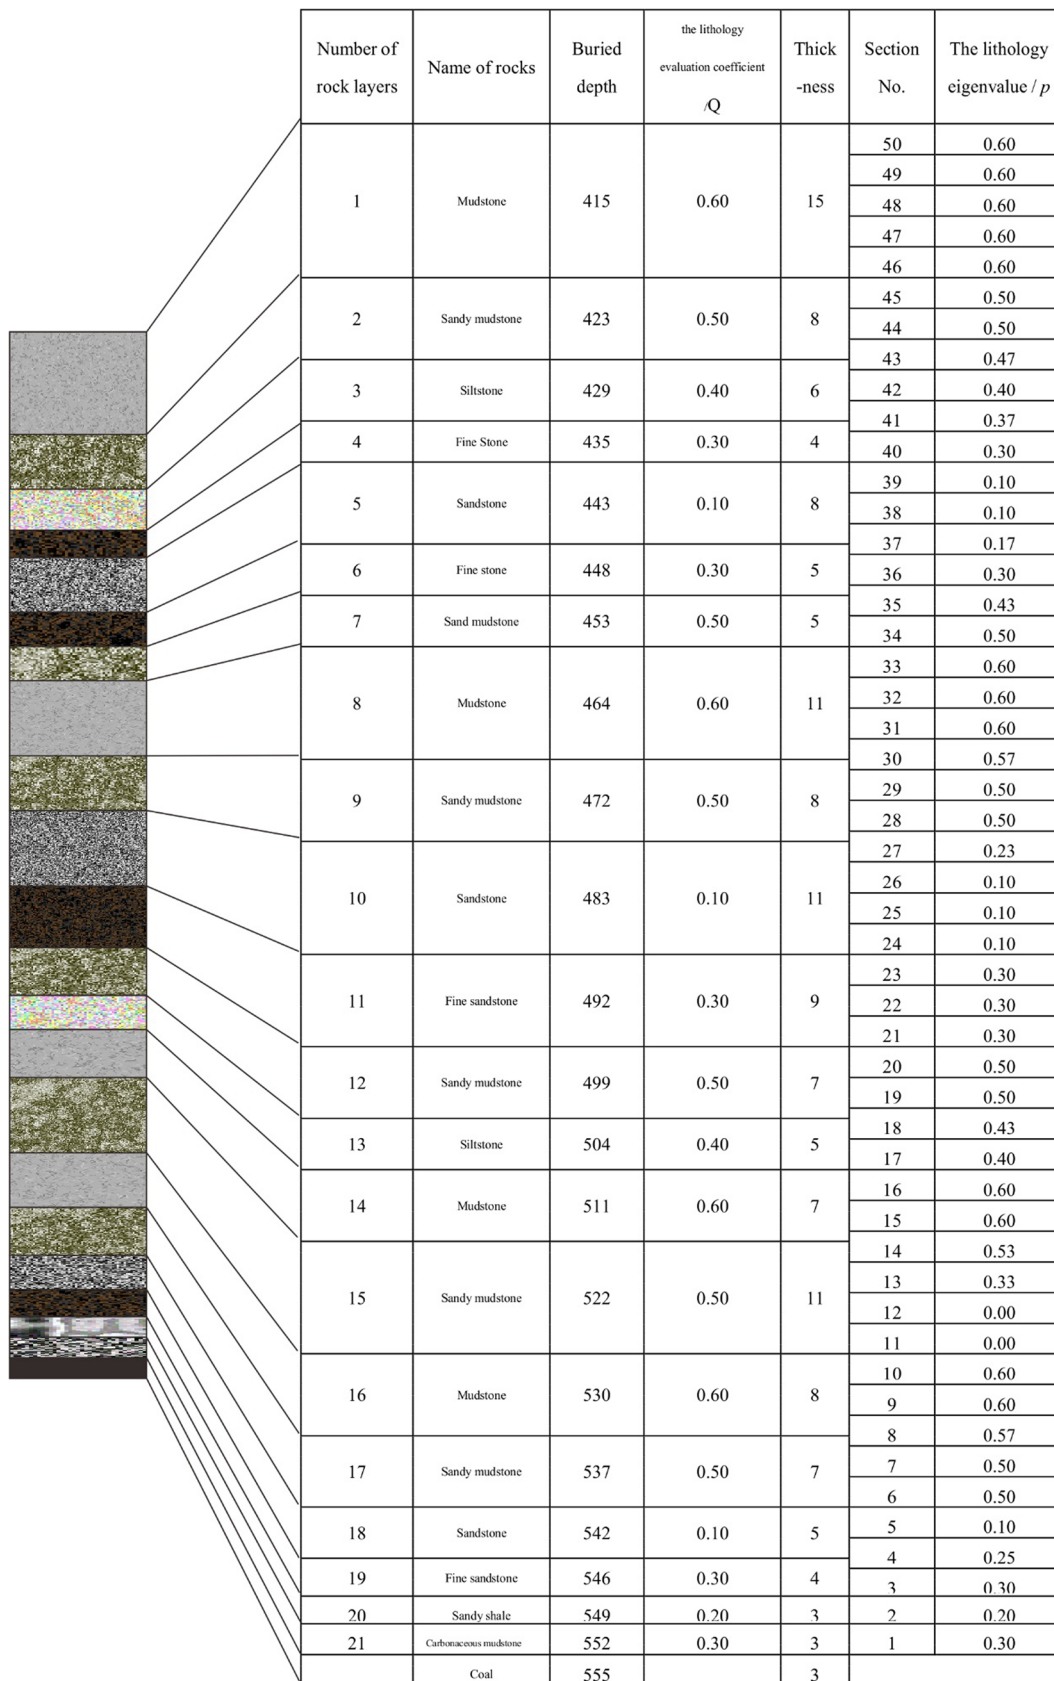 Number of rock layers Name of rocks Buried depth the lithology evaluation coefficient /Q Thick -ness Section No. The lithology eigenvalue / p
1 Mudstone 415 0.60 15
50 0.60
49 0.60
48 0.60
47 0.60
46 0.60
2 Sandy mudstone 423 0.50 8
45 0.50
44 0.50
43 0.47
3 Siltstone 429 0.40 6
42 0.40
41 0.37
4 Fine Stone 435 0.30 4
40 0.30
5 Sandstone 443 0.10 8
39 0.10
38 0.10
37 0.17
6 Fine stone 448 0.30 5
36 0.30
35 0.43
7 Sand mudstone 453 0.50 5
34 0.50
8 Mudstone 464 0.60 11
33 0.60
32 0.60
31 0.60
30 0.57
9 Sandy mudstone 472 0.50 8
29 0.50
28 0.50
27 0.23
10 Sandstone 483 0.10 11
26 0.10
25 0.10
24 0.10
11 Fine sandstone 492 0.30 9
23 0.30
22 0.30
21 0.30
12 Sandy mudstone 499 0.50 7
20 0.50
19 0.50
18 0.43
13 Siltstone 504 0.40 5
17 0.40
14 Mudstone 511 0.60 7
16 0.60
15 0.60
14 0.53
15 Sandy mudstone 522 0.50 11
13 0.33
12 0.00
11 0.00
16 Mudstone 530 0.60 8
10 0.60
9 0.60
8 0.57
17 Sandy mudstone 537 0.50 7
7 0.50
6 0.50
18 Sandstone 542 0.10 5
5 0.10
4 0.25
19 Fine sandstone 546 0.30 4
3 0.30
20 Sandy shale 549 0.20 3 2 0.20
21 Carbonaceous mudstone 552 0.30 3 1 0.30
Coal 555 3